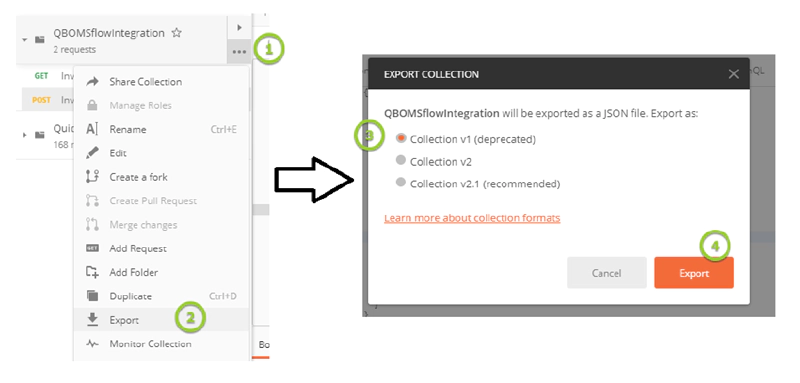 QBOMSflowIntegration
2 requests
1
GET Inv
POST Inv
Quic
168 r
Share Collection
Manage Roles
Rename Ctrl+E
Edit
Create a fork
Create Pull Request
Merge changes
GET Add Request
Add Folder
Duplicate Ctrl+D
Export 2
Monitor Collection
Bo
EXPORT COLLECTION
QL
QBOMSflowIntegration will be exported as a JSON file. Export as:
3 Collection v1 (deprecated)
Collection v2
Collection v2.1 (recommended)
Learn more about collection formats
4
Cancel Export